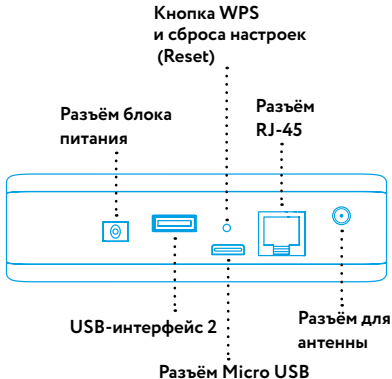 Кнопка WPS
и сброса настроек
(Reset)
Разъём блока
питания
Разъём
RJ-45
USB-интерфейс 2
Разъём для
антенны
Разъём Micro USB